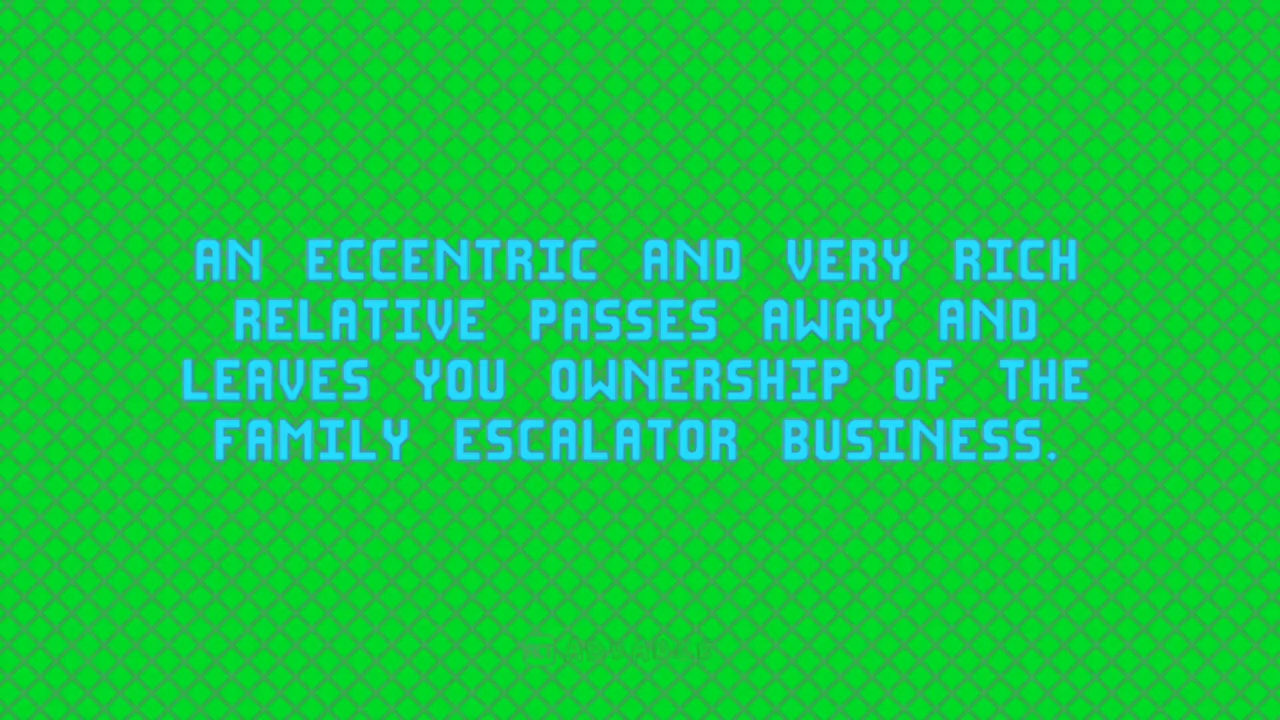 AN ECCENTRIC AND VERY RICH
RELATIVE PASSES AWAY AND
LEAVES YOU OWNERSHIP OF THE
FAMILY ESCALATOR BUSINESS.